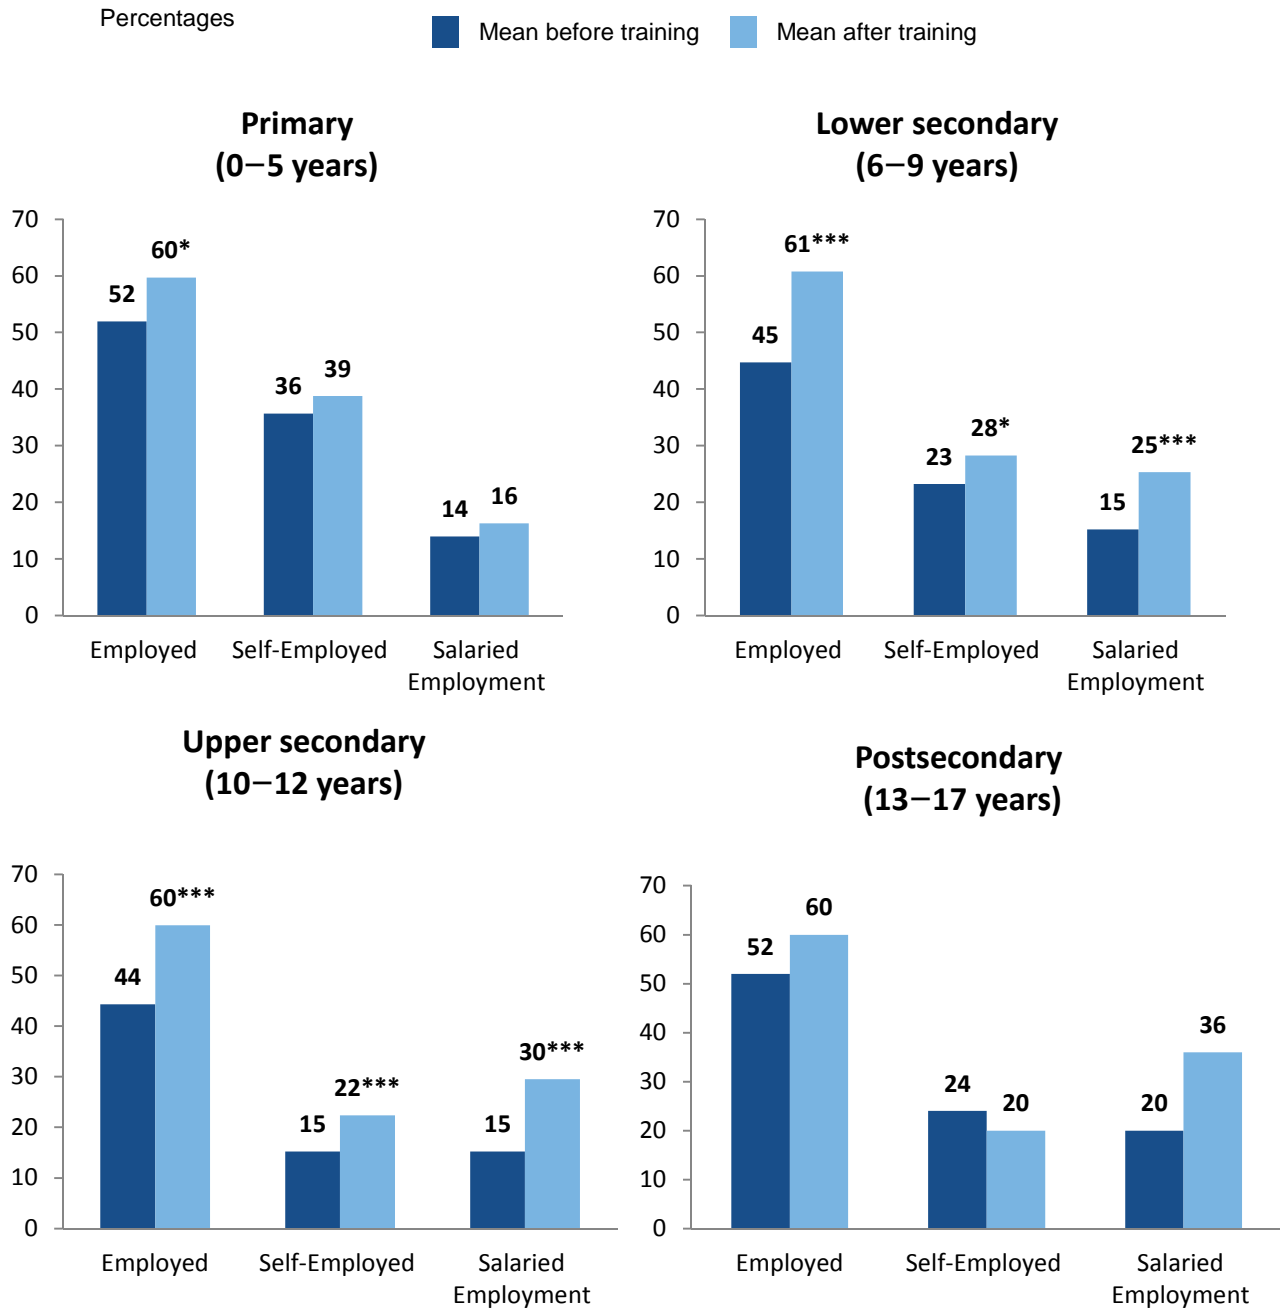 Percentages
Mean before training
Mean after training
Primary
(0–5 years)
70
60
50
40
30
20
10
0
52
60*
36
39
14
16
Employed
Self-Employed
Salaried
Employment
Lower secondary
(6–9 years)
70
60
50
40
30
20
10
0
45
61***
23
28*
15
25***
Employed
Self-Employed
Salaried
Employment
Upper secondary
(10–12 years)
70
60
50
40
30
20
10
0
44
60***
15
22***
15
30***
Employed
Self-Employed
Salaried
Employment
Postsecondary
(13–17 years)
70
60
50
40
30
20
10
0
52
60
24
20
20
36
Employed
Self-Employed
Salaried
Employment